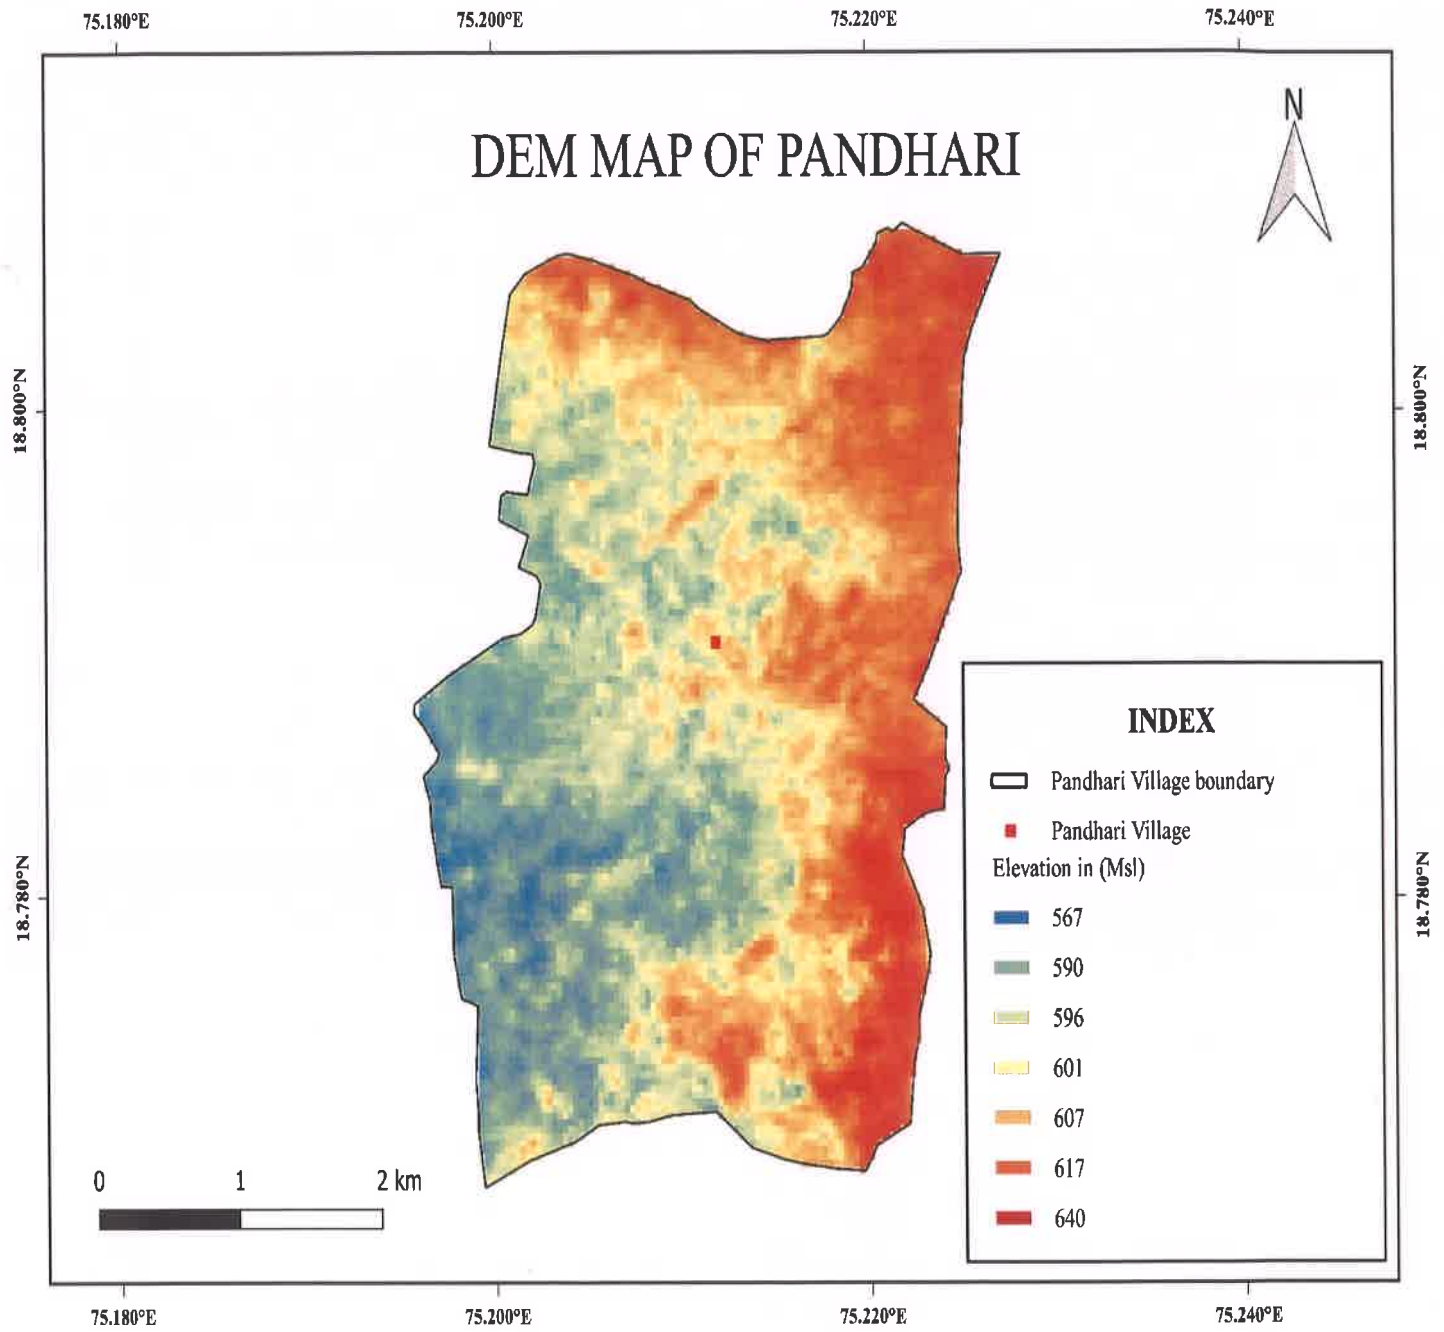 75.180°E 75.200°E 75.220°E 75.240°E
N
DEM MAP OF PANDHARI
18.800°N 18.800°N
INDEX
Pandhari Village boundary
Pandhari Village
Elevation in (Msl)
18.780°N 18.780°N
567
590
596
601
607
617
640
0 1 2 km
75.180°E 75.200°E 75.220°E 75.240°E